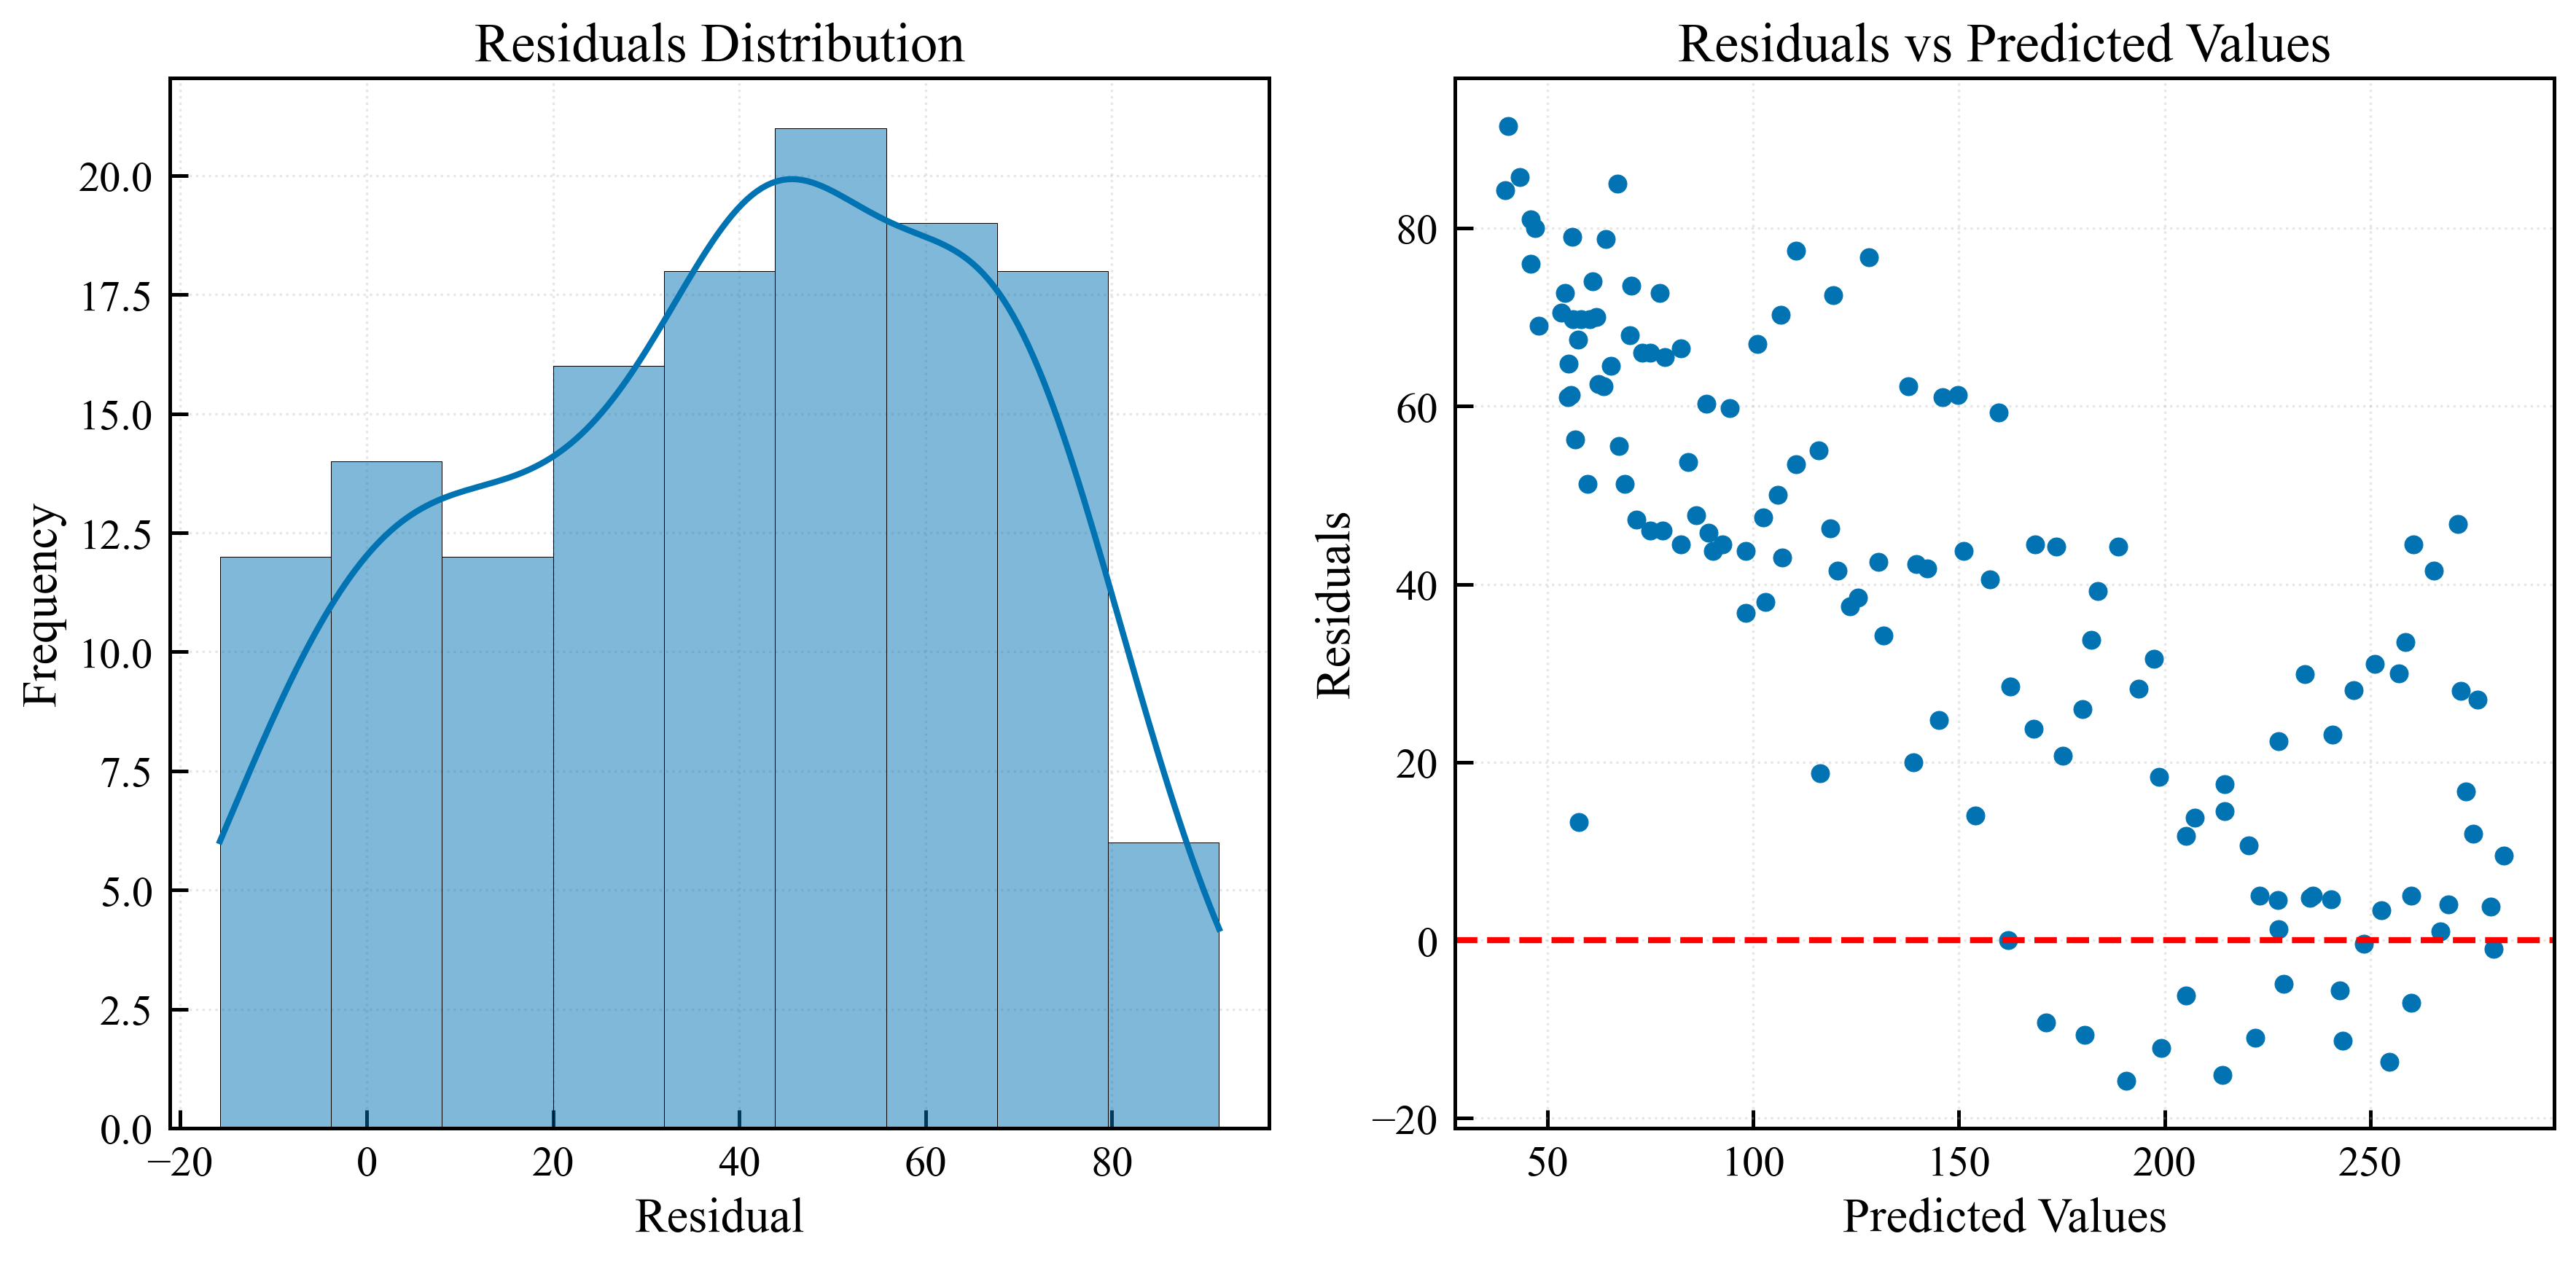 Residuals Distribution
Frequency
20.0
17.5
15.0
12.5
10.0
7.5
5.0
2.5
0.0
−20 0 20 40 60 80
Residual
Residuals vs Predicted Values
Residuals
80
60
40
20
0
−20
50 100 150 200 250
Predicted Values